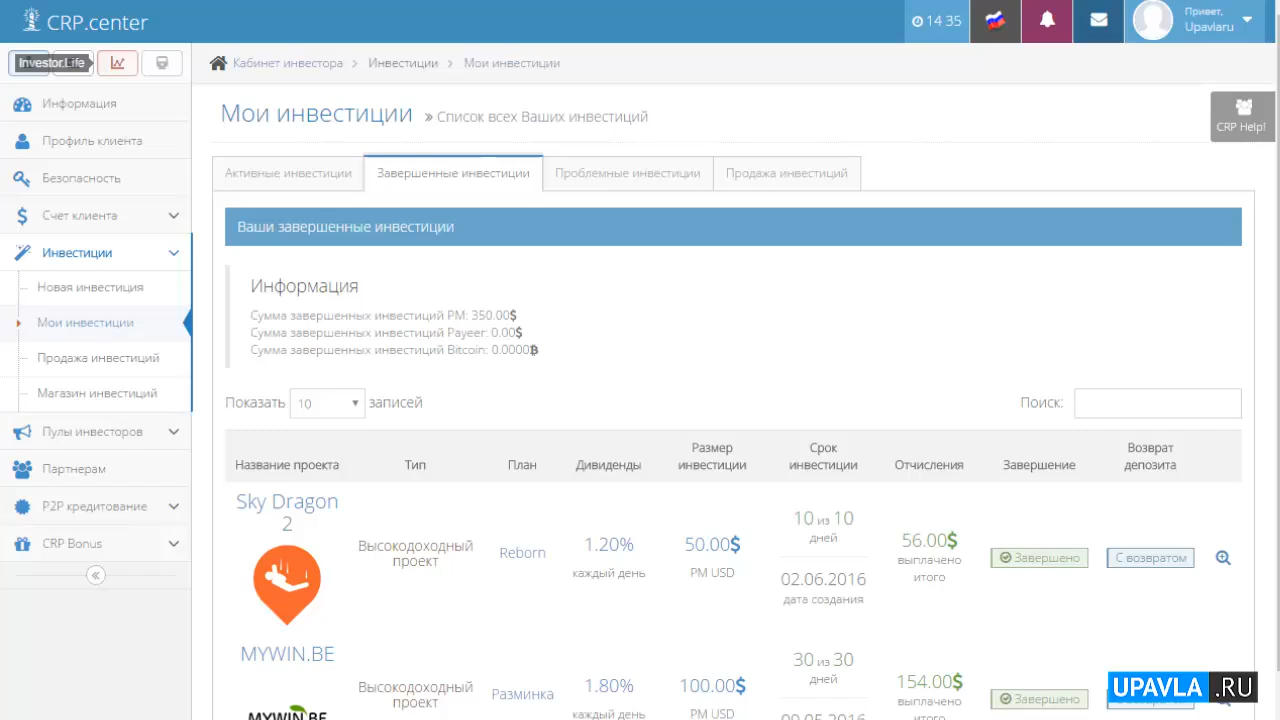 CRP.center
14 35
Привет,
Upavlaru
Investor.Life
Кабинет инвестора > Инвестиции > Мои инвестиции
Информация
Профиль клиента
Безопасность
Счет клиента
Инвестиции
Новая инвестиция
Мои инвестиции
Продажа инвестиций
Магазин инвестиций
Пулы инвесторов
Партнерам
P2P кредитование
CRP Bonus
Мои инвестиции » Список всех Ваших инвестиций
CRP Help!
Активные инвестиции
Завершенные инвестиции
Проблемные инвестиции
Продажа инвестиций
Ваши завершенные инвестиции
Информация
Сумма завершенных инвестиций PM: 350.00$
Сумма завершенных инвестиций Payeer: 0.00$
Сумма завершенных инвестиций Bitcoin: 0.0000฿
Показать 10 записей
Поиск:
Название проекта
Тип
План
Дивиденды
Размер
инвестиции
Срок
инвестиции
Отчисления
Завершение
Возврат
депозита
Sky Dragon
2
Высокодоходный
проект
Reborn
1.20%
каждый день
50.00$
PM USD
10 из 10
дней
02.06.2016
дата создания
56.00$
выплачено
итого
Завершено
С возвратом
MYWIN.BE
MYWIN.BE
Высокодоходный
проект
Разминка
1.80%
каждый день
100.00$
PM USD
30 из 30
дней
09.05.2016
154.00$
выплачено
итого
Завершено
UPAVLA.RU